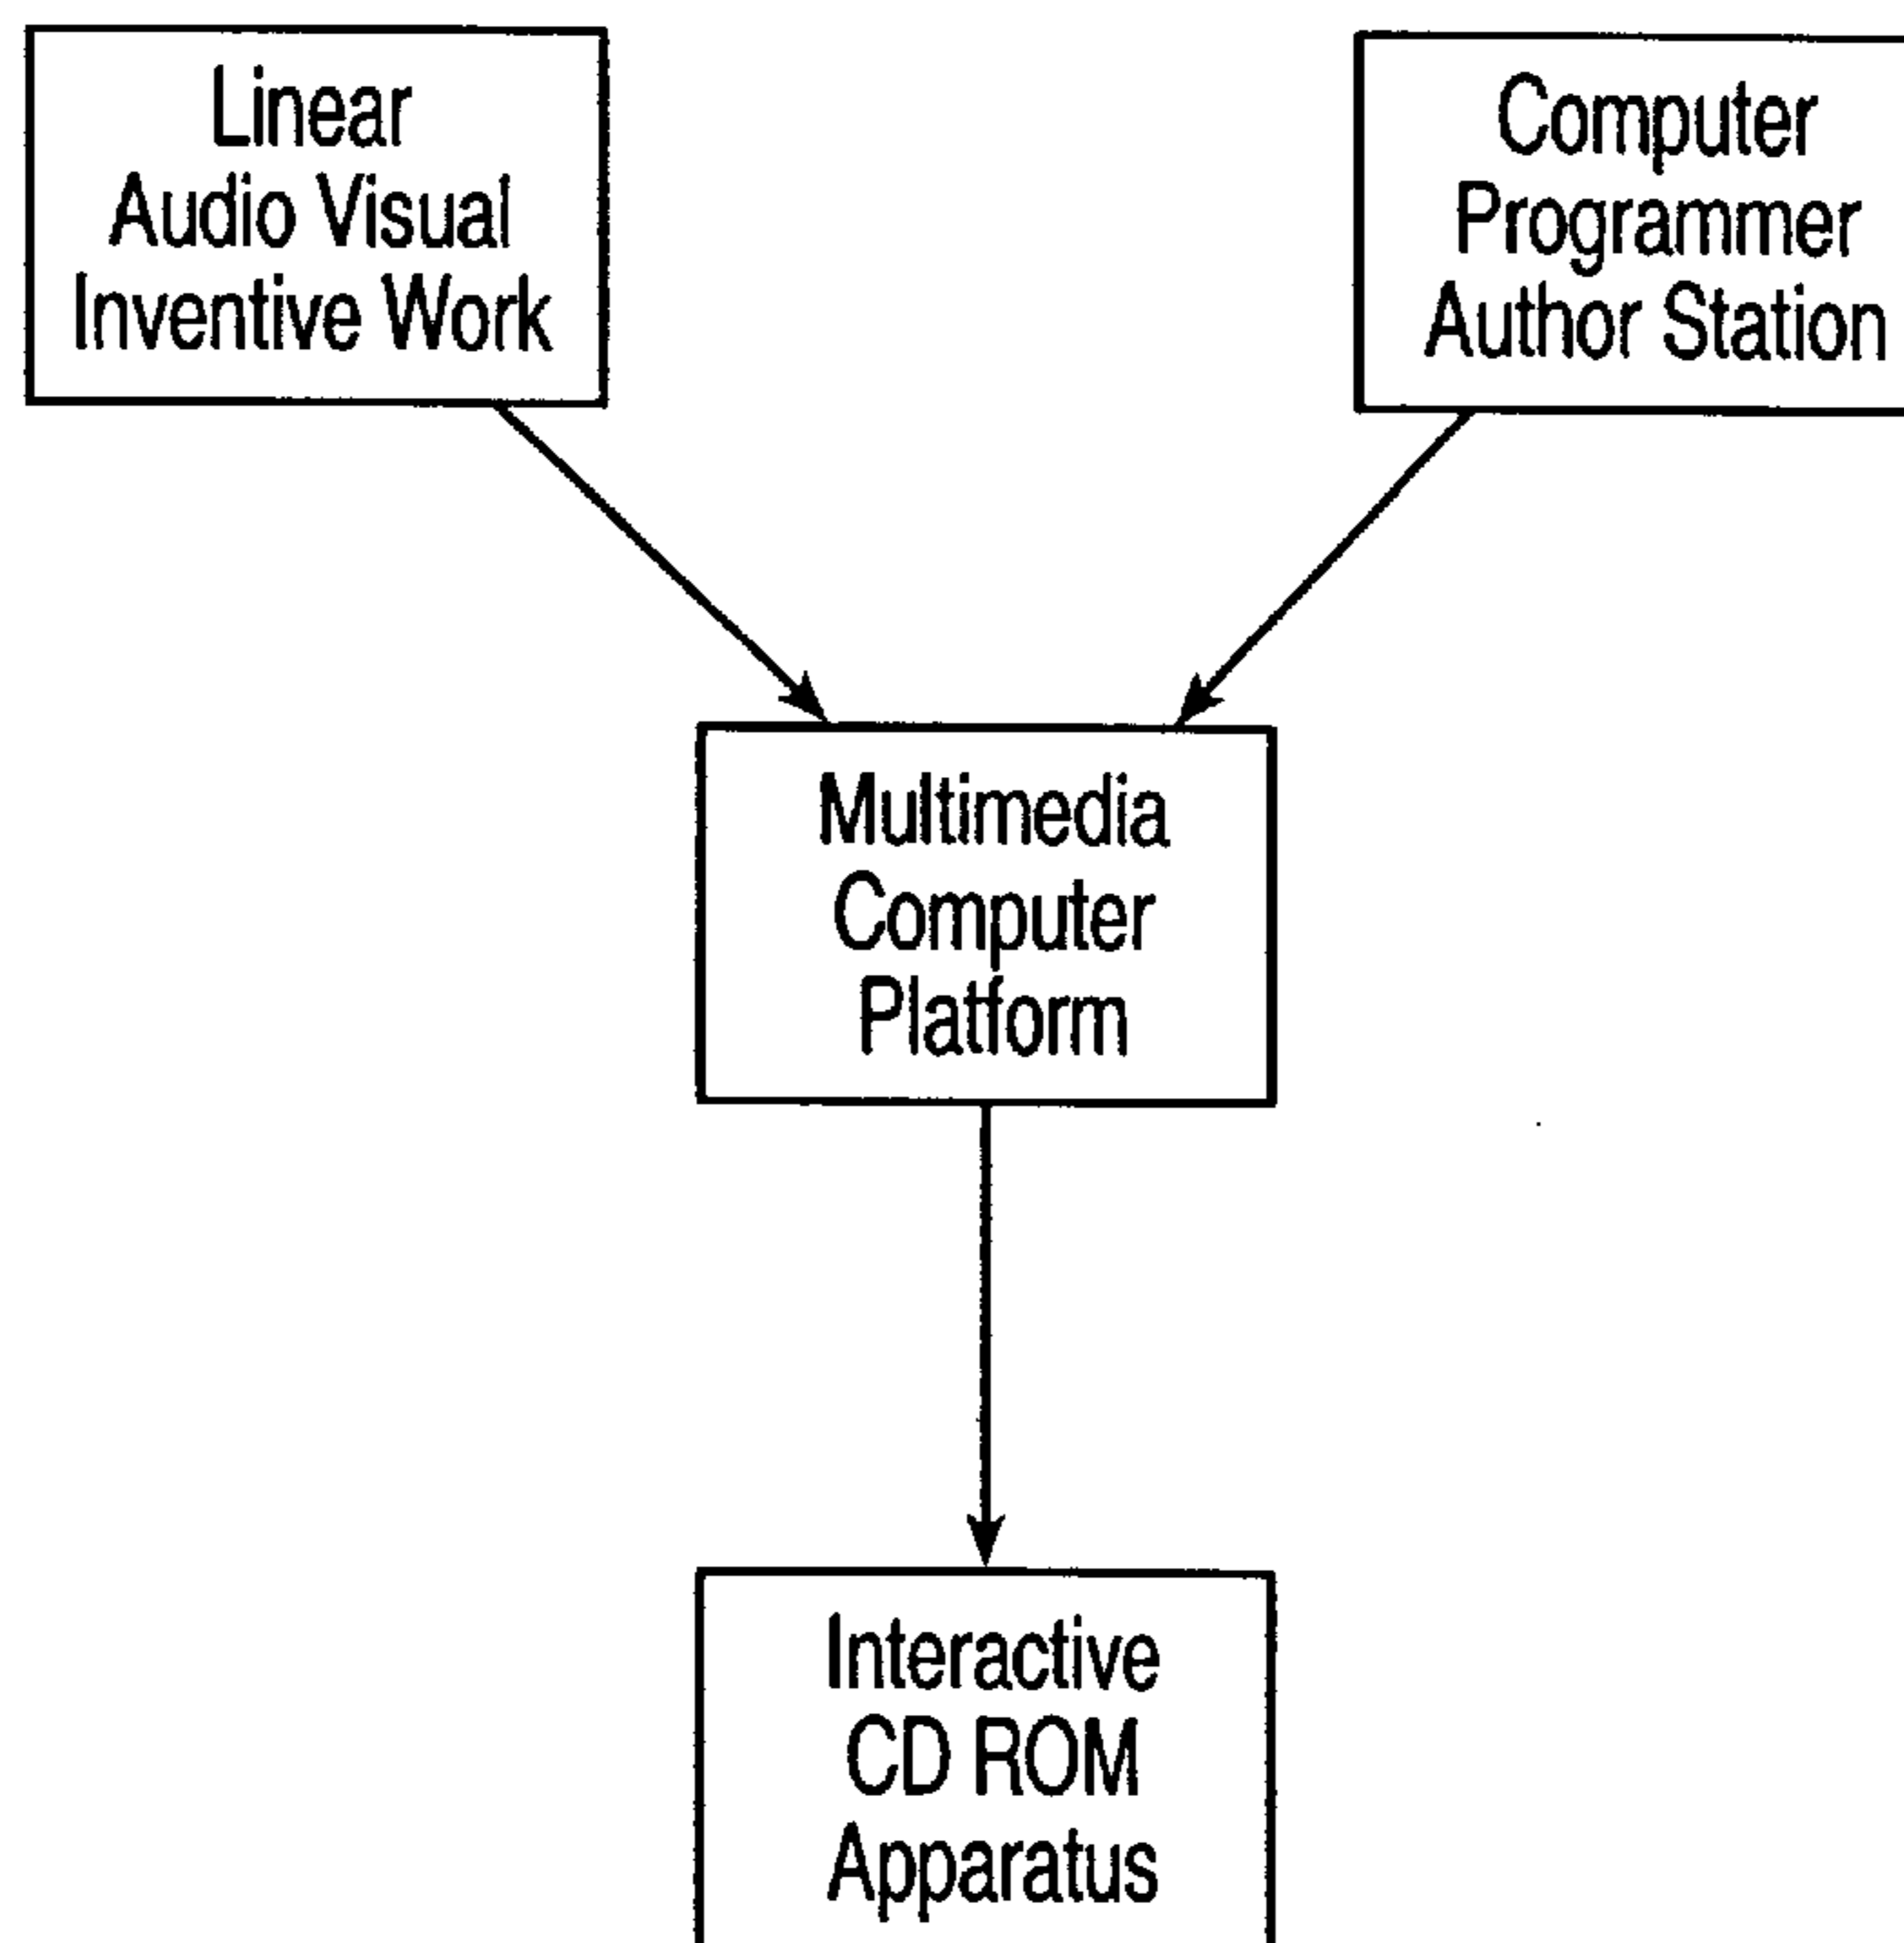 Linear
Audio Visual
Inventive Work
Computer
Programmer
Author Station
Multimedia
Computer
Platform
Interactive
CD ROM
Apparatus